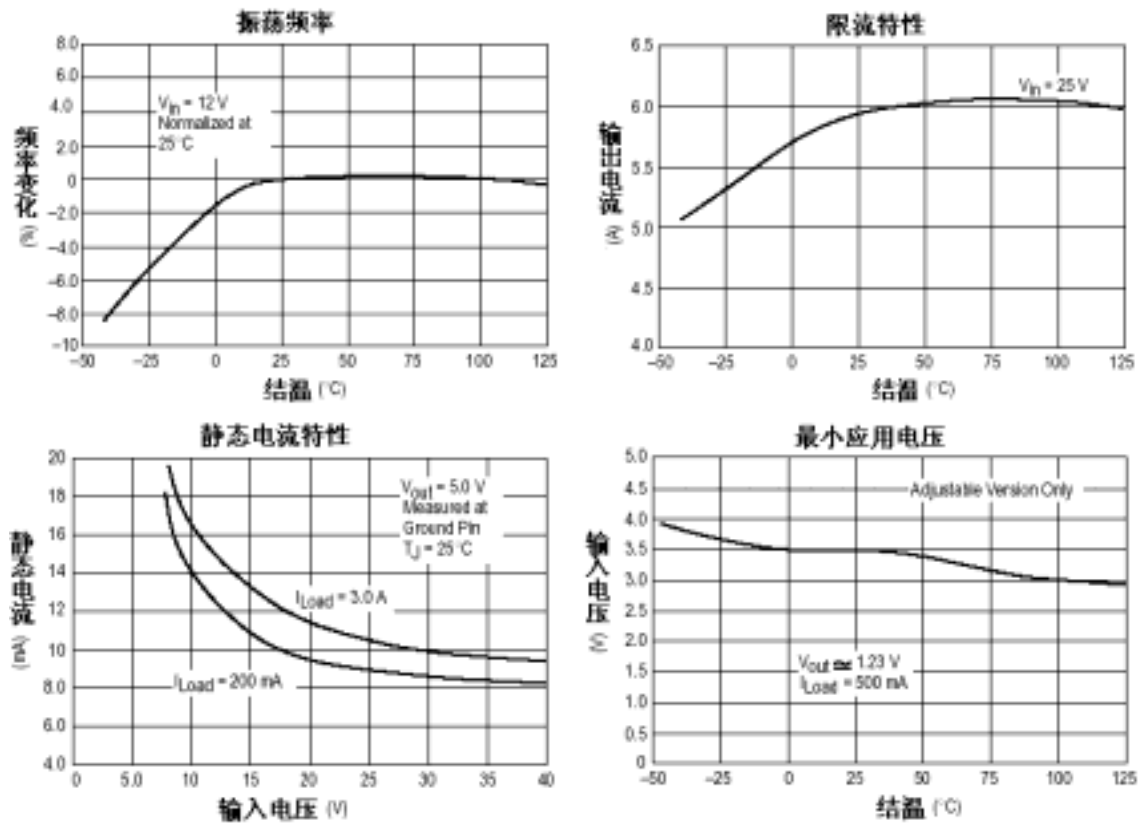 振荡频率
8.0
6.0
4.0
2.0
0
–2.0
–4.0
–6.0
–8.0
–10
频率变化
(%)
Vin = 12 V
Normalized at
25°C
–50 –25 0 25 50 75 100 125
结温 (°C)
限流特性
6.5
6.0
5.5
5.0
4.5
4.0
输出电流
(A)
Vin = 25 V
–50 –25 0 25 50 75 100 125
结温 (°C)
静态电流特性
20
18
16
14
12
10
8.0
6.0
4.0
静态电流
(mA)
Vout = 5.0 V
Measured at
Ground Pin
TJ = 25°C
ILoad = 3.0 A
ILoad = 200 mA
0 5.0 10 15 20 25 30 35 40
输入电压 (V)
最小应用电压
5.0
4.5
4.0
3.5
3.0
2.5
2.0
1.5
1.0
0.5
0
输入电压
(V)
Adjustable Version Only
Vout 1.23 V
ILoad = 500 mA
–50 –25 0 25 50 75 100 125
结温 (°C)